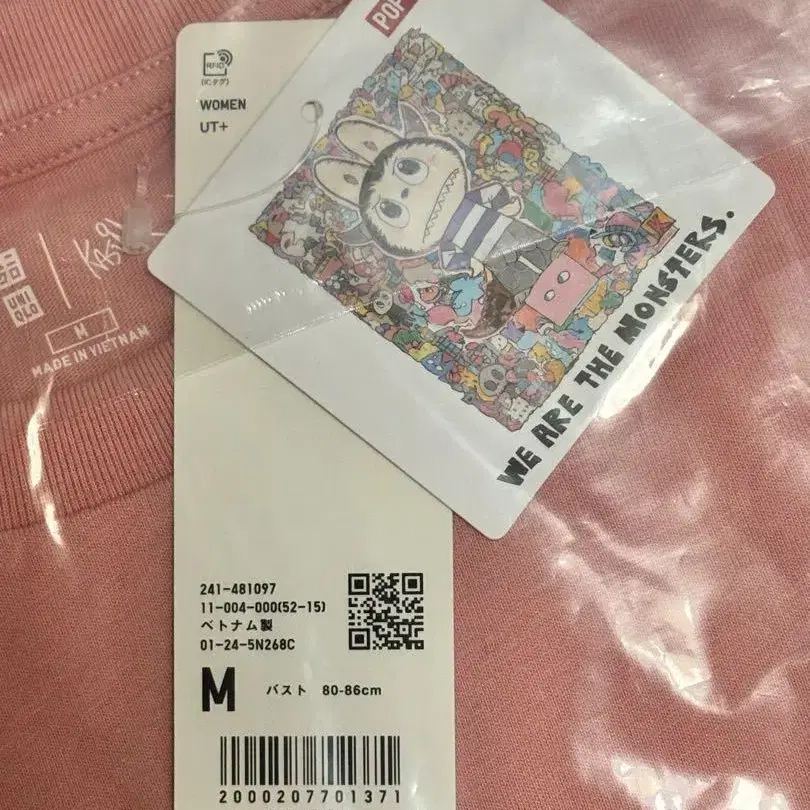 RFID
(ICタグ)
WOMEN
UT+
POP
WE ARE THE MONSTERS.
UNI
QLO
M
MADE IN VIETNAM
241-481097
11-004-000(52-15)
ベトナム製
01-24-5N268C
M バスト 80-86cm
2000207701371